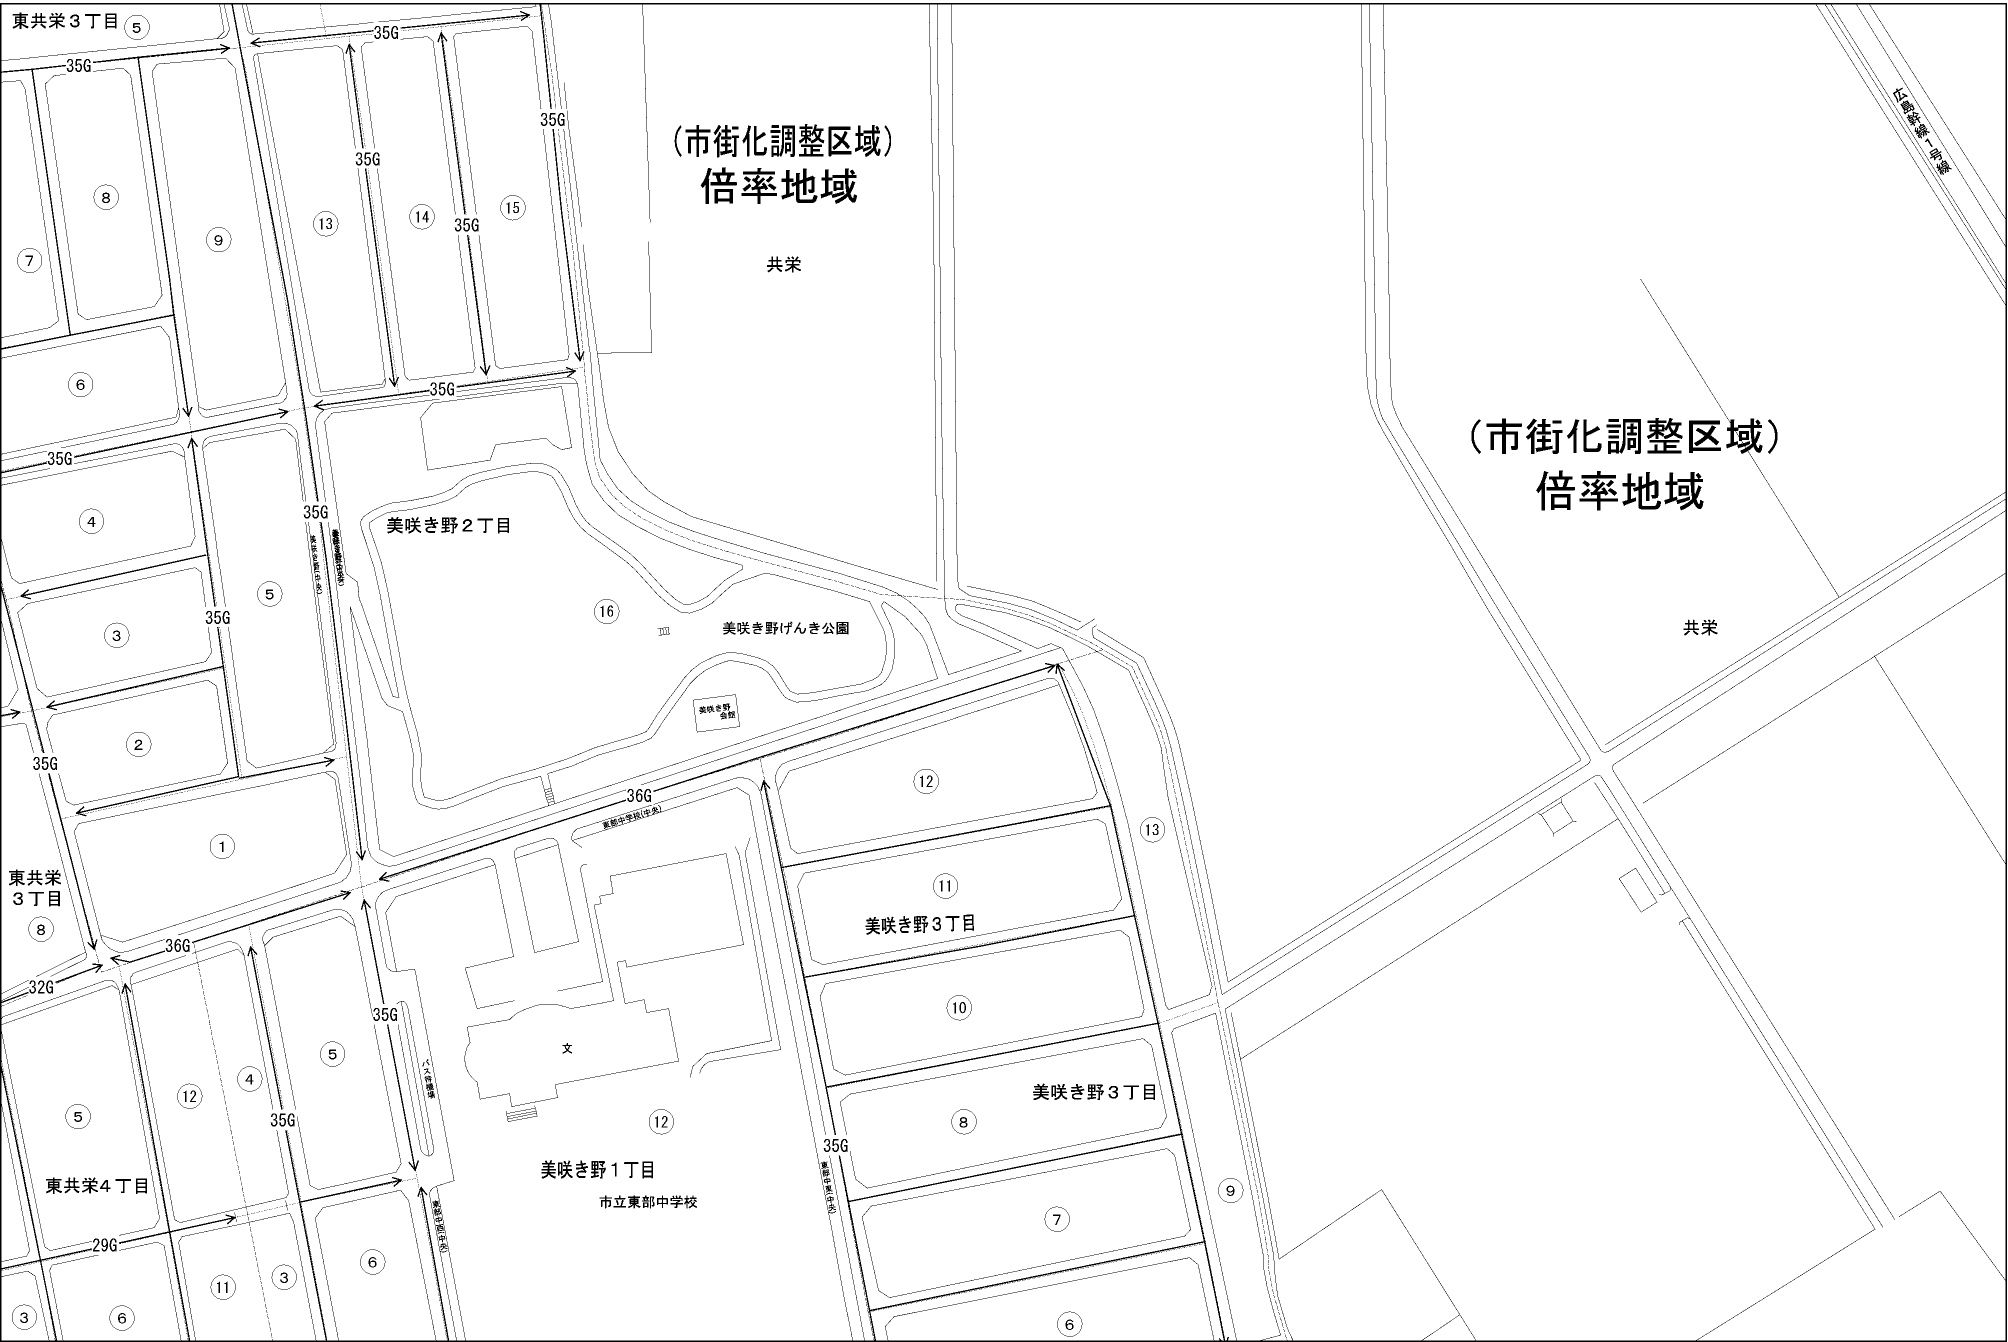 東共栄３丁目
5
35G
35G
広島幹線１号線
35G
（市街化調整区域）
倍率地域
35G
8
15
14
13
35G
9
7
共栄
6
35G
（市街化調整区域）
35G
倍率地域
35G
4
美咲き野２丁目
5
16
35G
美咲き野げんき公園
共栄
3
美咲き野
会館
2
35G
12
36G
東部中学校(中央)
13
1
東共栄
３丁目
11
8
美咲き野３丁目
36G
32G
10
35G
文
5
バス待機場
4
美咲き野３丁目
12
5
35G
12
8
35G
美咲き野１丁目
東共栄４丁目
市立東部中学校
9
7
29G
6
11
3
3
6
6